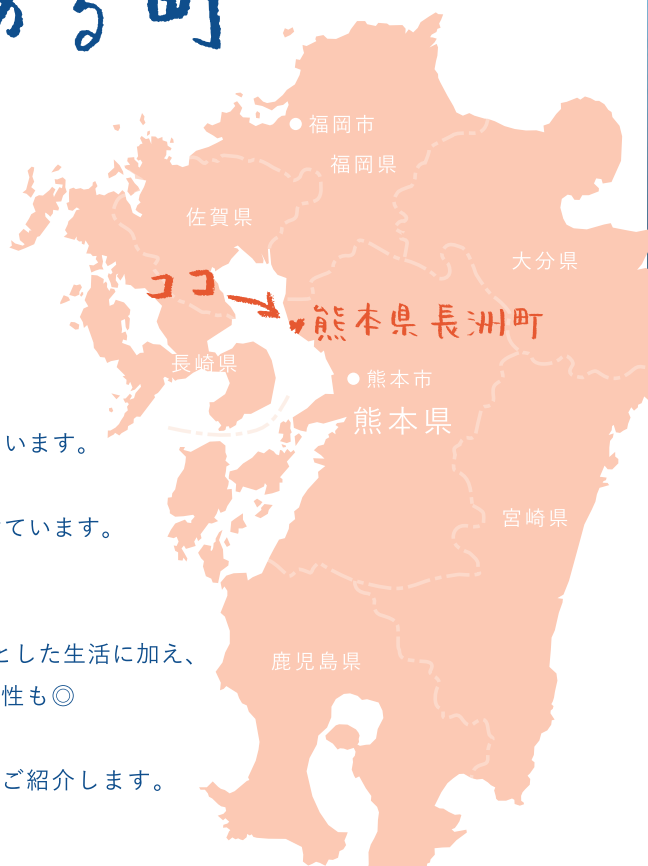 ある町
福岡市
福岡県
佐賀県
大分県
ココ
熊本県 長洲町
長崎県
熊本市
熊本県
います。
ています。
宮崎県
とした生活に加え、
鹿児島県
性も◎
ご紹介します。